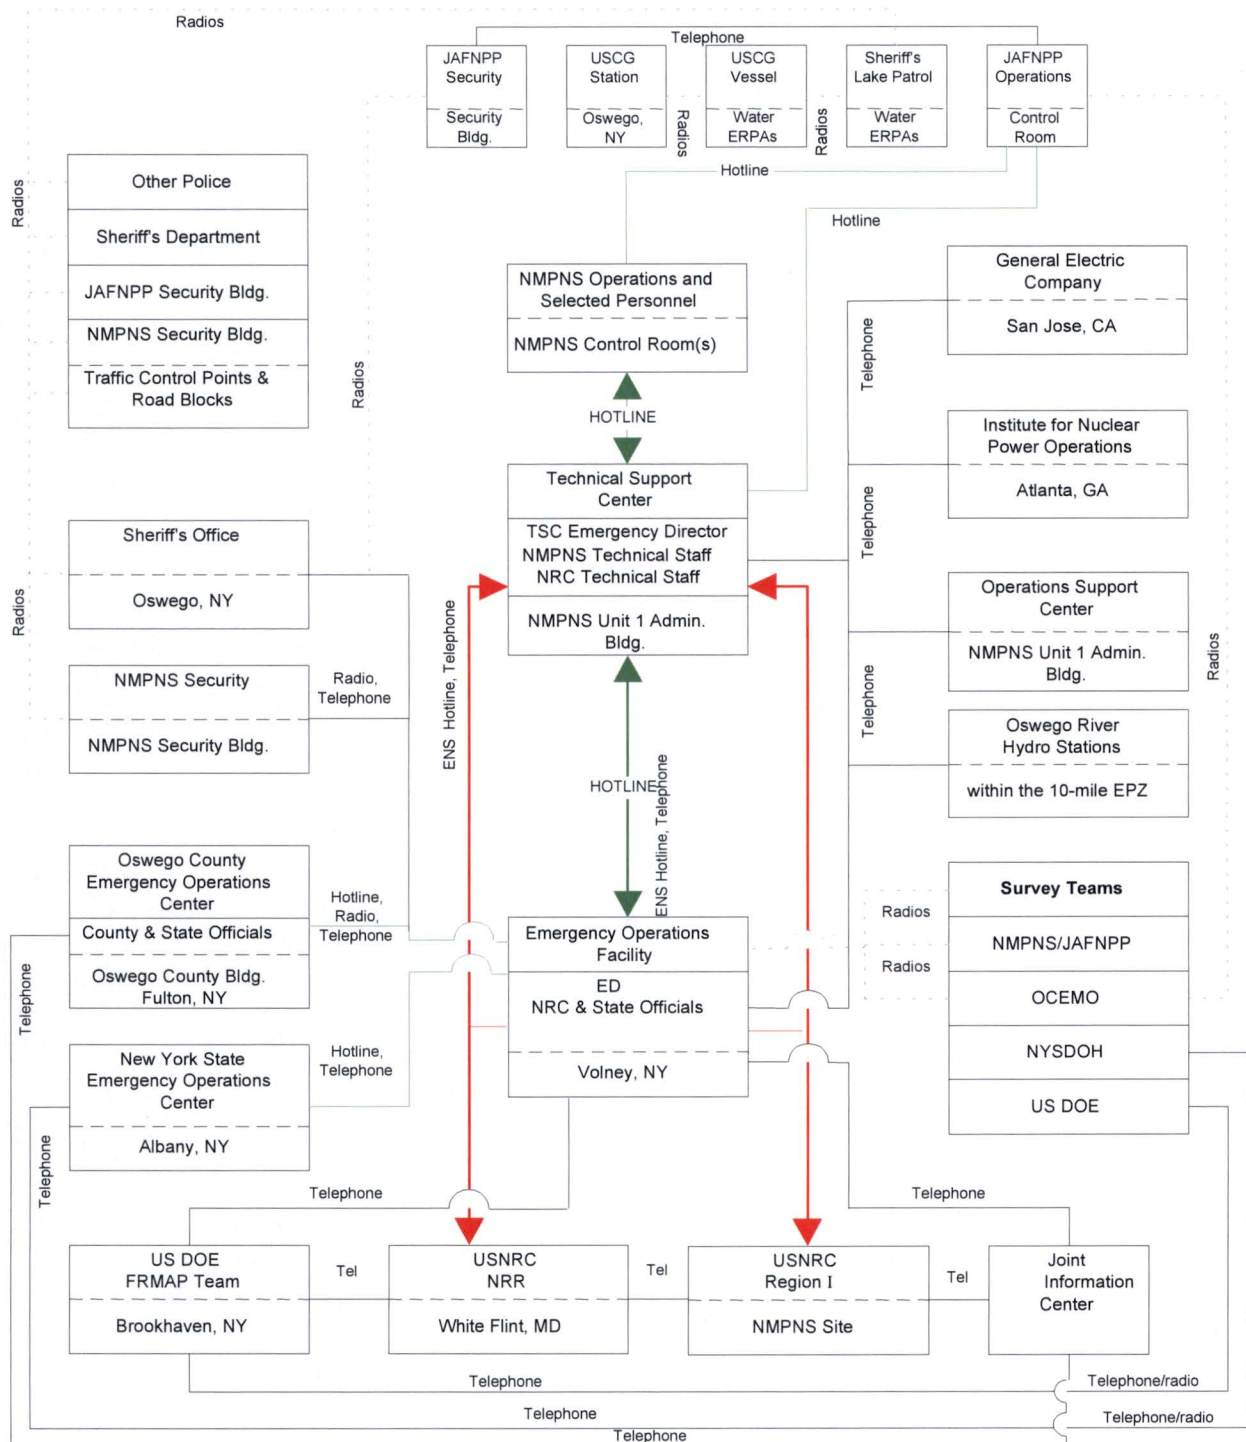 Radios
Telephone
JAFNPP
Security
Security
Bldg.
USCG
Station
Oswego,
NY
Radios
USCG
Vessel
Water
ERPAs
Radios
Sheriff's
Lake Patrol
Water
ERPAs
JAFNPP
Operations
Control
Room
Hotline
Hotline
Radios
Other Police
Sheriff's Department
JAFNPP Security Bldg.
NMPNS Security Bldg.
Traffic Control Points &
Road Blocks
Radios
NMPNS Operations and
Selected Personnel
NMPNS Control Room(s)
HOTLINE
Telephone
General Electric
Company
San Jose, CA
Institute for Nuclear
Power Operations
Atlanta, GA
Technical Support
Center
TSC Emergency Director
NMPNS Technical Staff
NRC Technical Staff
NMPNS Unit 1 Admin.
Bldg.
Telephone
Sheriff's Office
Oswego, NY
Radios
Operations Support
Center
NMPNS Unit 1 Admin.
Bldg.
Radios
NMPNS Security
NMPNS Security Bldg.
Radio,
Telephone
ENS Hotline, Telephone
Telephone
Oswego River
Hydro Stations
within the 10-mile EPZ
HOTLINE
ENS Hotline, Telephone
Oswego County
Emergency Operations
Center
County & State Officials
Oswego County Bldg.
Fulton, NY
Hotline,
Radio,
Telephone
Emergency Operations
Facility
ED
NRC & State Officials
Volney, NY
Radios
Radios
Survey Teams
NMPNS/JAFNPP
OCEMO
NYSDOH
US DOE
Telephone
New York State
Emergency Operations
Center
Albany, NY
Hotline,
Telephone
Telephone
Telephone
Telephone
US DOE
FRMAP Team
Brookhaven, NY
Tel
USNRC
NRR
White Flint, MD
Tel
USNRC
Region I
NMPNS Site
Tel
Joint
Information
Center
Telephone
Telephone/radio
Telephone
Telephone/radio
Telephone